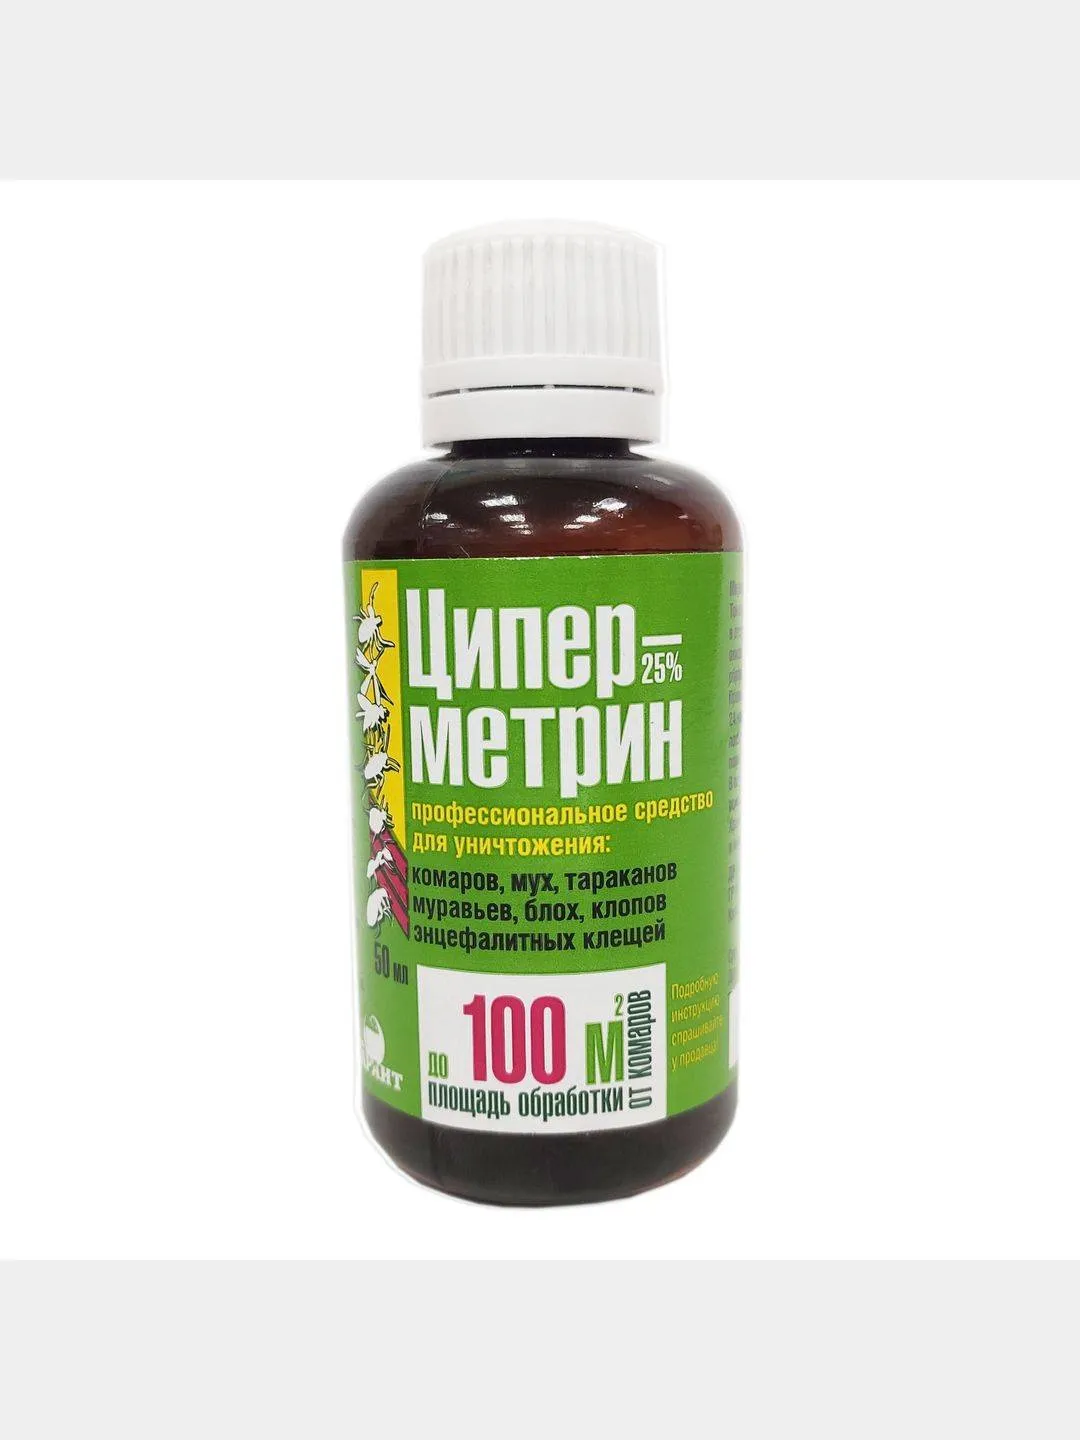 Ципер-
25%
метрин
профессиональное средство
для уничтожения:
комаров, мух, тараканов
муравьев, блох, клопов
энцефалитных клещей
50 мл
до 100 м²
площадь обработки
от комаров
Подробную
инструкцию
спрашивайте
у продавца!